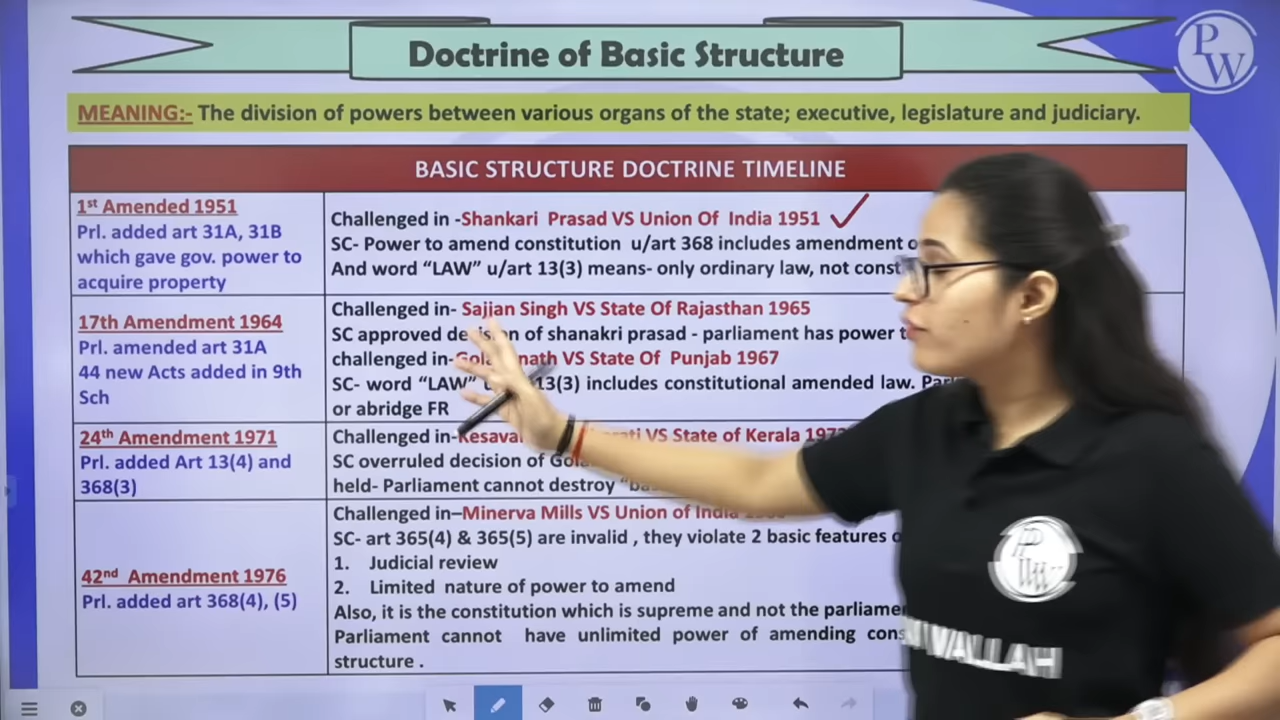 Doctrine of Basic Structure
PW
MEANING:- The division of powers between various organs of the state; executive, legislature and judiciary.
BASIC STRUCTURE DOCTRINE TIMELINE
1st Amended 1951
Prl. added art 31A, 31B
which gave gov. power to
acquire property
Challenged in -Shankari Prasad VS Union Of India 1951
SC- Power to amend constitution u/art 368 includes amendment
And word "LAW" u/art 13(3) means- only ordinary law, not
17th Amendment 1964
Prl. amended art 31A
44 new Acts added in 9th
Sch
Challenged in- Sajjan Singh VS State Of Rajasthan 1965
SC approved decision of shanakri prasad - parliament has power
challenged in- VS State Of Punjab 1967
SC- word "LAW" 13(3) includes constitutional amended law.
or abridge FR
24th Amendment 1971
Prl. added Art 13(4) and
368(3)
Challenged in- VS State of Kerala
SC overruled decision of
held- Parliament cannot destroy
42nd Amendment 1976
Prl. added art 368(4), (5)
Challenged in–Minerva Mills VS Union of India
SC- art 365(4) & 365(5) are invalid , they violate 2 basic features
1. Judicial review
2. Limited nature of power to amend
Also, it is the constitution which is supreme and not the
Parliament cannot have unlimited power of amending
structure .
PW
WALLAH